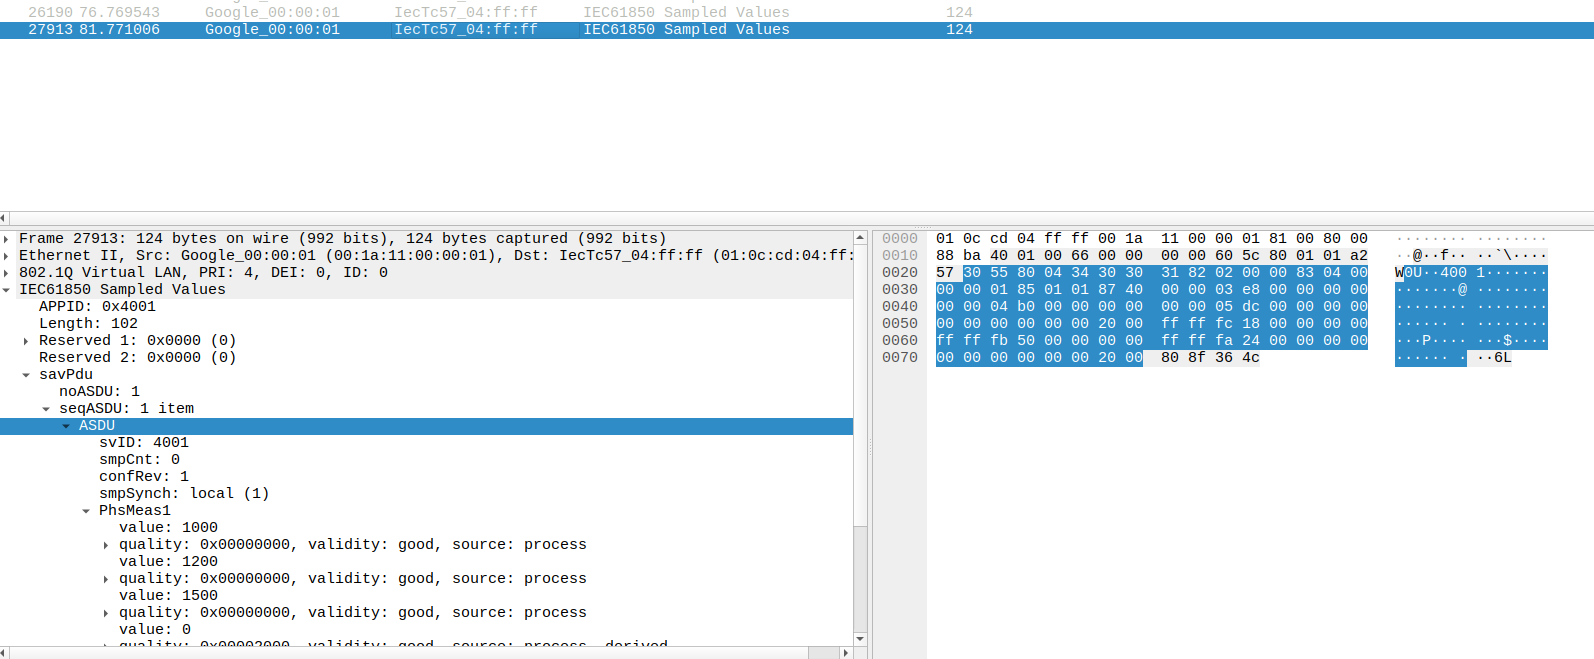 26190 76.769543 Google_00:00:01 IecTc57_04:ff:ff IEC61850 Sampled Values 124
27913 81.771006 Google_00:00:01 IecTc57_04:ff:ff IEC61850 Sampled Values 124
Frame 27913: 124 bytes on wire (992 bits), 124 bytes captured (992 bits)
Ethernet II, Src: Google_00:00:01 (00:1a:11:00:00:01), Dst: IecTc57_04:ff:ff (01:0c:cd:04:ff:
802.1Q Virtual LAN, PRI: 4, DEI: 0, ID: 0
IEC61850 Sampled Values
APPID: 0x4001
Length: 102
Reserved 1: 0x0000 (0)
Reserved 2: 0x0000 (0)
savPdu
noASDU: 1
seqASDU: 1 item
ASDU
svID: 4001
smpCnt: 0
confRev: 1
smpSynch: local (1)
PhsMeas1
value: 1000
quality: 0x00000000, validity: good, source: process
value: 1200
quality: 0x00000000, validity: good, source: process
value: 1500
quality: 0x00000000, validity: good, source: process
value: 0
quality: 0x00002000, validity: good, source: process, derived
0000 01 0c cd 04 ff ff 00 1a 11 00 00 01 81 00 80 00 ········ ········
0010 88 ba 40 01 00 66 00 00 00 00 60 5c 80 01 01 a2 ··@··f·· ··`\····
0020 57 30 55 80 04 34 30 30 31 82 02 00 00 83 04 00 W0U··400 1·······
0030 00 00 01 85 01 01 87 40 00 00 03 e8 00 00 00 00 ·······@ ········
0040 00 00 04 b0 00 00 00 00 00 00 05 dc 00 00 00 00 ········ ········
0050 00 00 00 00 00 00 20 00 ff ff fc 18 00 00 00 00 ······ · ········
0060 ff ff fb 50 00 00 00 00 ff ff fa 24 00 00 00 00 ···P···· ···$····
0070 00 00 00 00 00 00 20 00 80 8f 36 4c ······ · ··6L